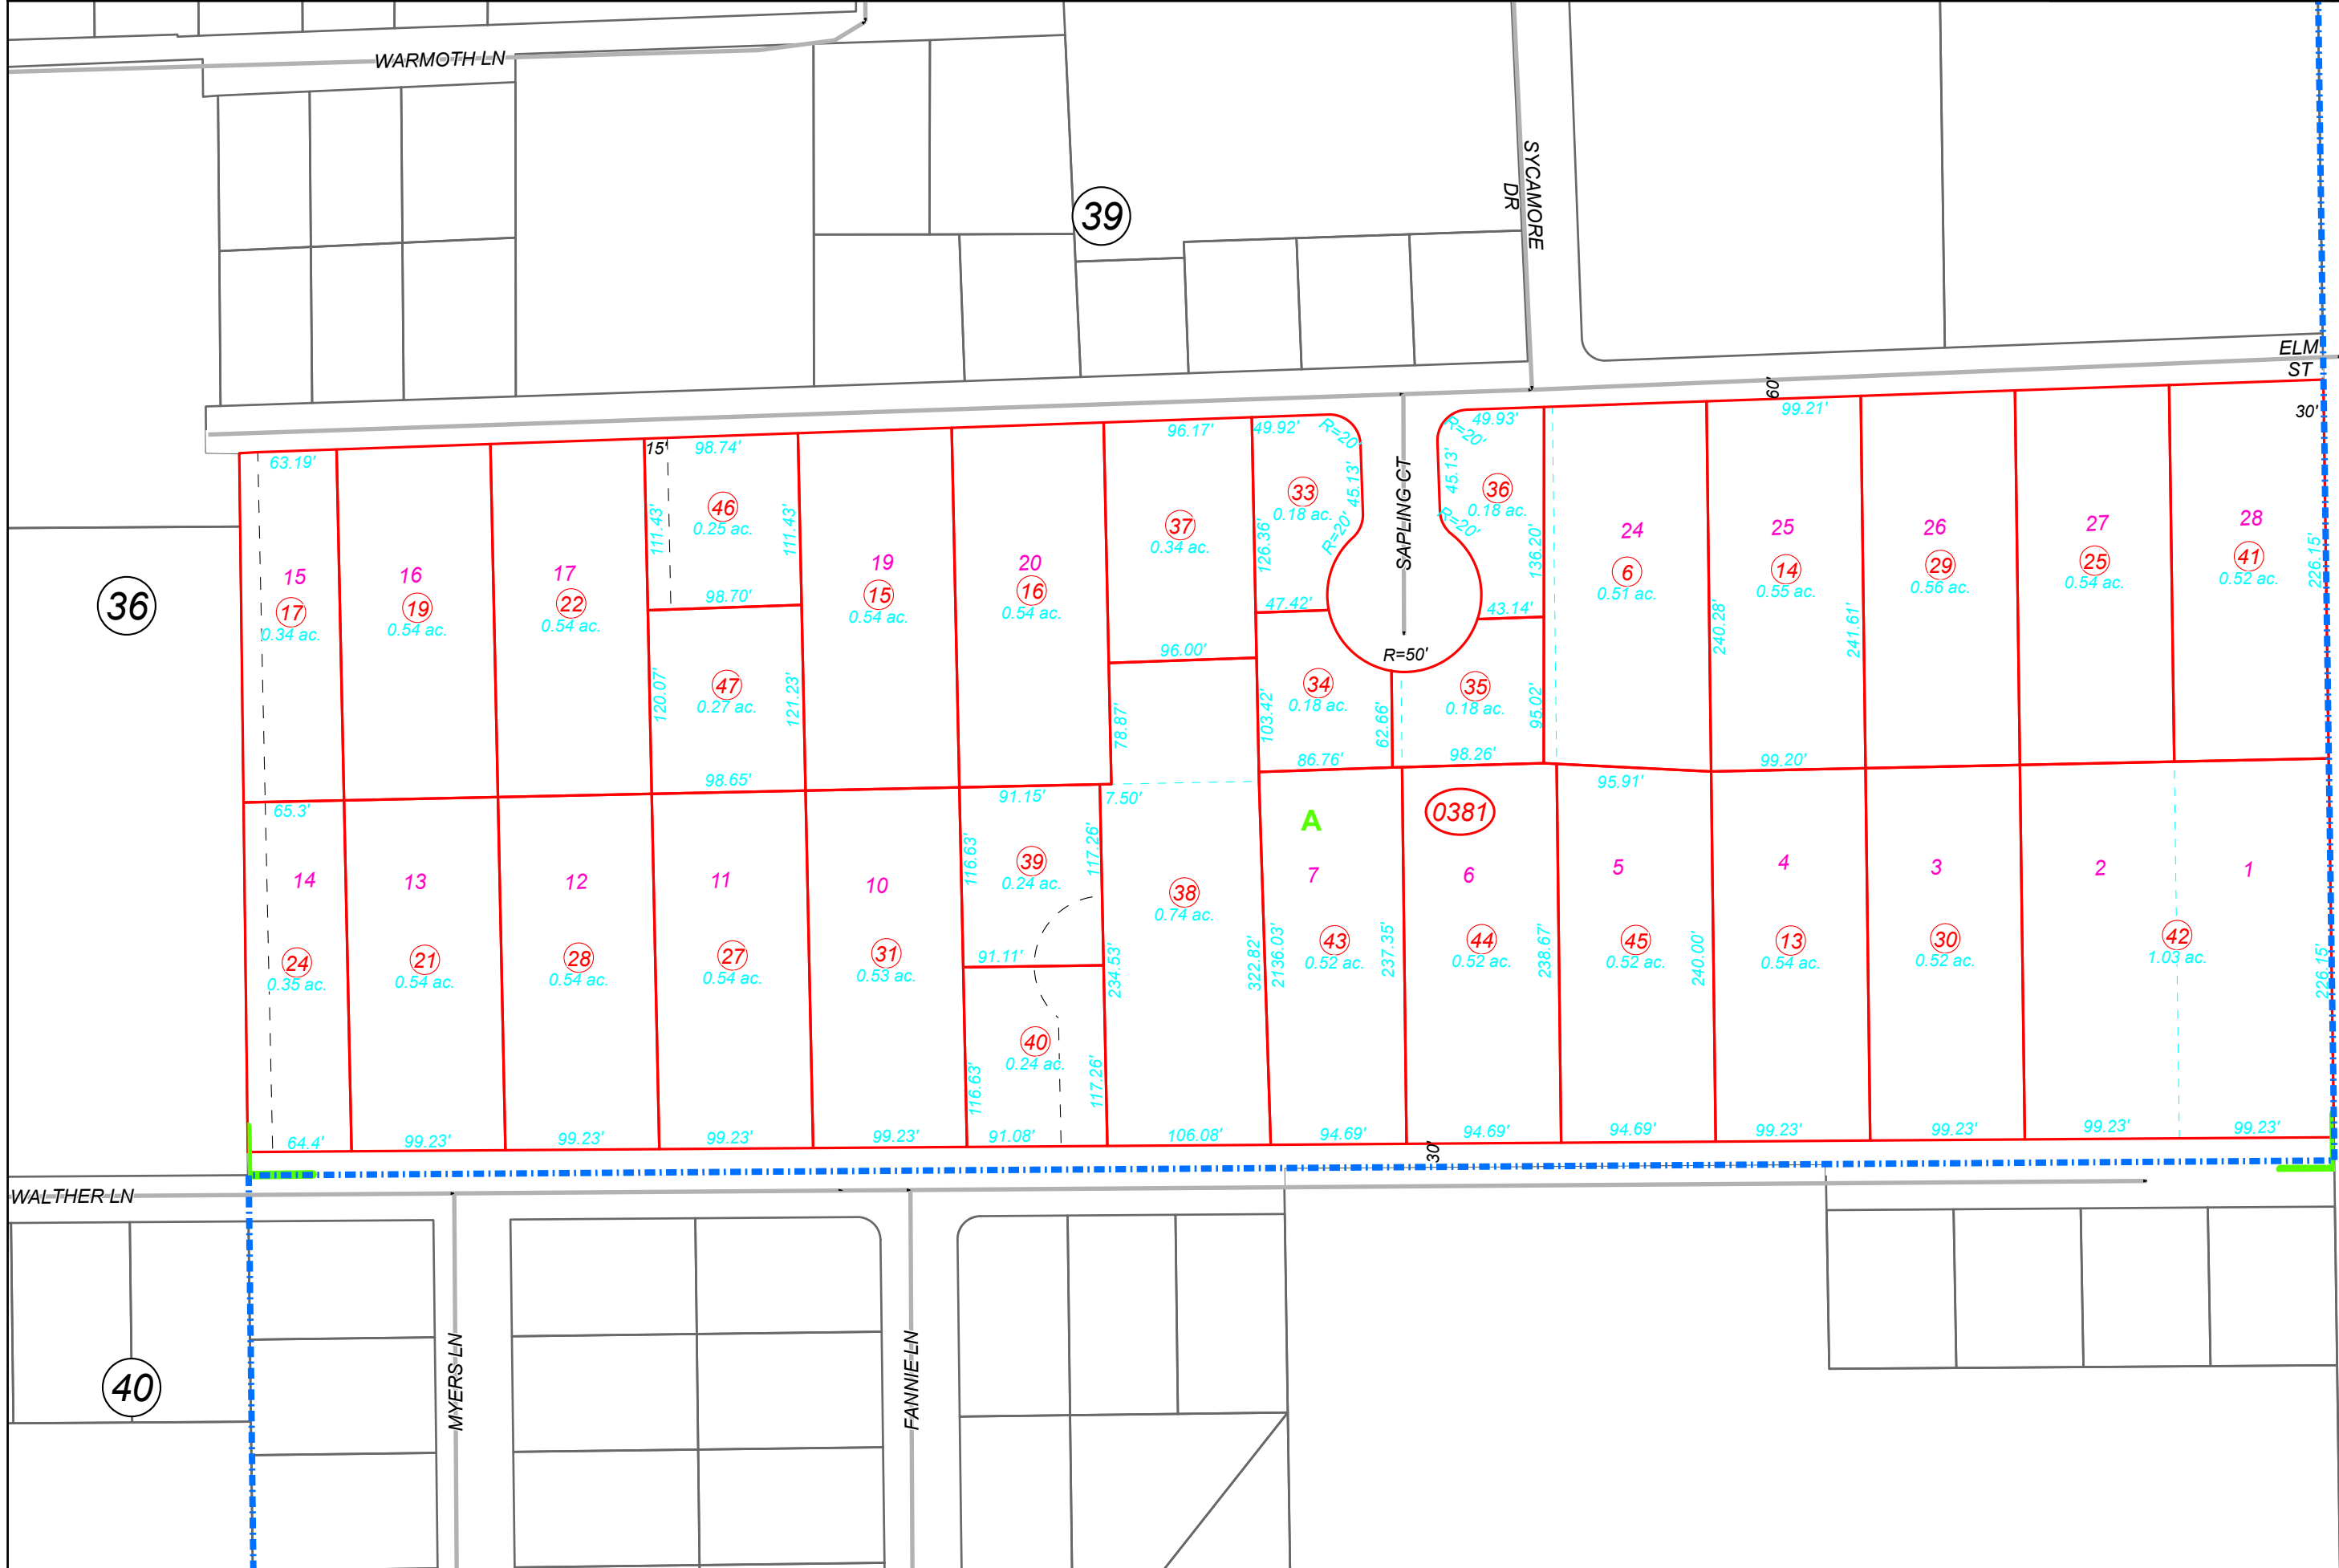 WARMOTH LN
39
SYCAMORE
DR
ELM
ST
60'
30'
36
40
63.19'
15'
98.74'
96.17'
49.92'
R=20'
R=20'
49.93'
99.21'
15
17
0.34 ac.
16
19
0.54 ac.
17
22
0.54 ac.
111.43'
46
0.25 ac.
111.43'
98.70'
120.07'
47
0.27 ac.
121.23'
98.65'
19
15
0.54 ac.
20
16
0.54 ac.
37
0.34 ac.
96.00'
78.87'
126.36'
33
0.18 ac.
45.13'
R=20'
47.42'
SAPLING CT
R=50'
45.13'
36
0.18 ac.
R=20'
136.20'
43.14'
103.42'
34
0.18 ac.
62.66'
86.76'
35
0.18 ac.
95.02'
98.26'
24
6
0.51 ac.
240.28'
25
14
0.55 ac.
241.61'
99.20'
26
29
0.56 ac.
27
25
0.54 ac.
28
41
0.52 ac.
226.15'
65.3'
14
24
0.35 ac.
64.4'
13
21
0.54 ac.
99.23'
12
28
0.54 ac.
99.23'
11
27
0.54 ac.
99.23'
10
31
0.53 ac.
99.23'
91.15'
7.50'
116.63'
39
0.24 ac.
117.26'
91.11'
40
0.24 ac.
116.63'
117.26'
91.08'
38
0.74 ac.
234.53'
322.82'
106.08'
A
0381
7
2136.03'
43
0.52 ac.
237.35'
94.69'
6
44
0.52 ac.
238.67'
94.69'
95.91'
5
45
0.52 ac.
240.00'
94.69'
4
13
0.54 ac.
99.23'
3
30
0.52 ac.
99.23'
2
1
42
1.03 ac.
226.15'
99.23'
99.23'
30'
WALTHER LN
MYERS LN
FANNIE LN